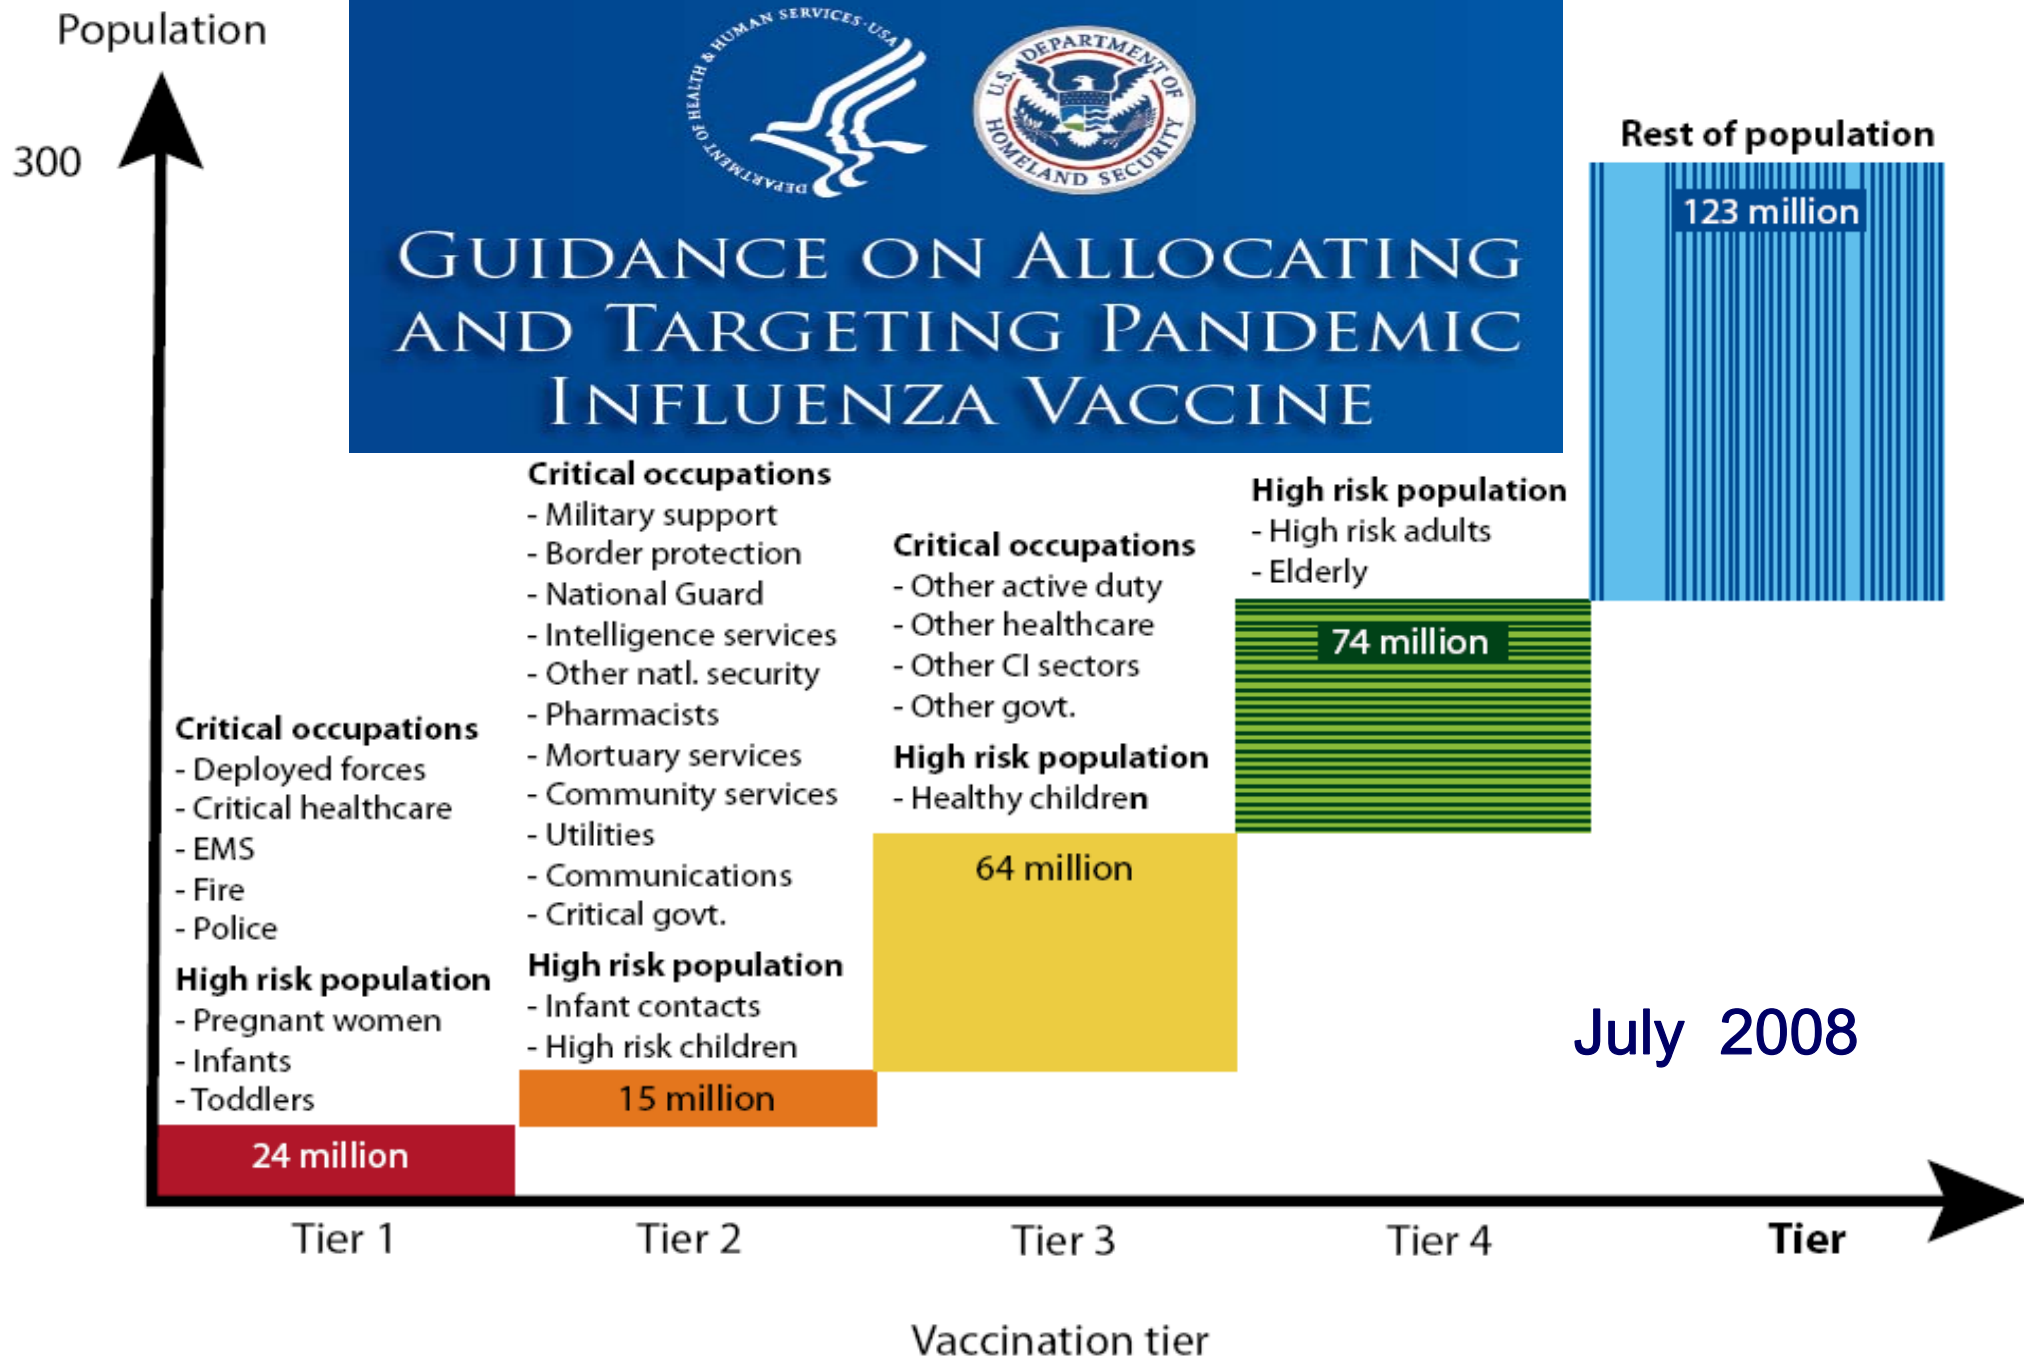 Population
300
DEPARTMENT OF HEALTH & HUMAN SERVICES·USA
U.S. DEPARTMENT OF
HOMELAND SECURITY
GUIDANCE ON ALLOCATING
AND TARGETING PANDEMIC
INFLUENZA VACCINE
Critical occupations
- Deployed forces
- Critical healthcare
- EMS
- Fire
- Police
High risk population
- Pregnant women
- Infants
- Toddlers
24 million
Critical occupations
- Military support
- Border protection
- National Guard
- Intelligence services
- Other natl. security
- Pharmacists
- Mortuary services
- Community services
- Utilities
- Communications
- Critical govt.
High risk population
- Infant contacts
- High risk children
15 million
Critical occupations
- Other active duty
- Other healthcare
- Other CI sectors
- Other govt.
High risk population
- Healthy children
64 million
High risk population
- High risk adults
- Elderly
74 million
Rest of population
123 million
July 2008
Tier 1
Tier 2
Tier 3
Tier 4
Tier
Vaccination tier